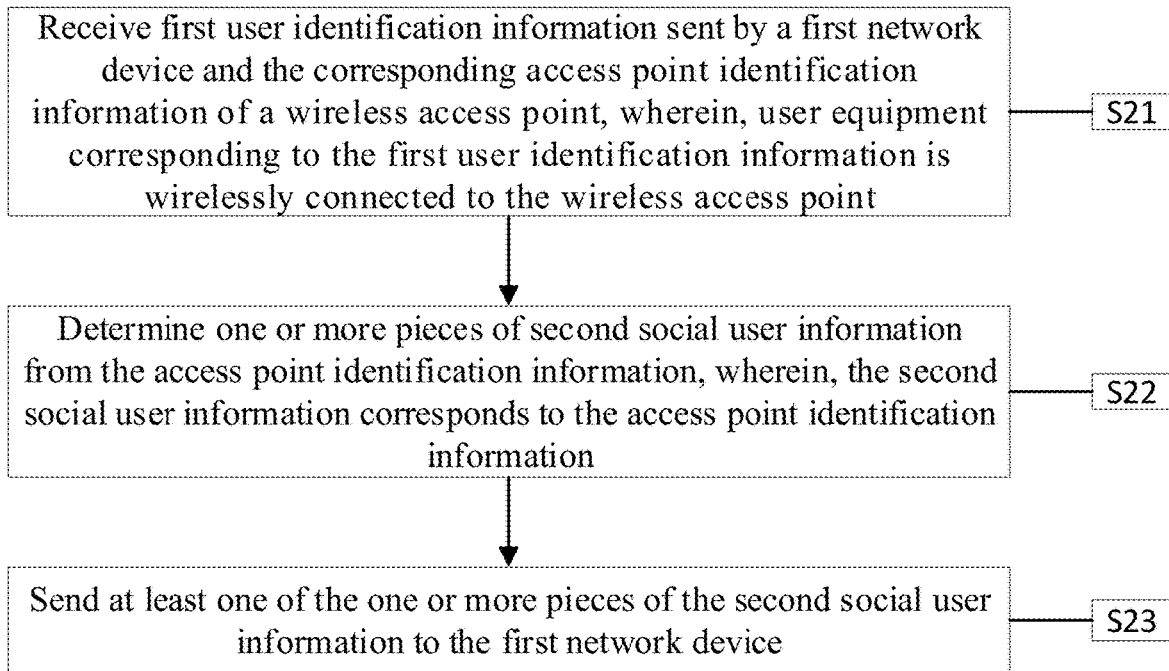 Receive first user identification information sent by a first network
device and the corresponding access point identification
information of a wireless access point, wherein, user equipment
corresponding to the first user identification information is
wirelessly connected to the wireless access point
S21
Determine one or more pieces of second social user information
from the access point identification information, wherein, the second
social user information corresponds to the access point identification
information
S22
Send at least one of the one or more pieces of the second social user
information to the first network device
S23